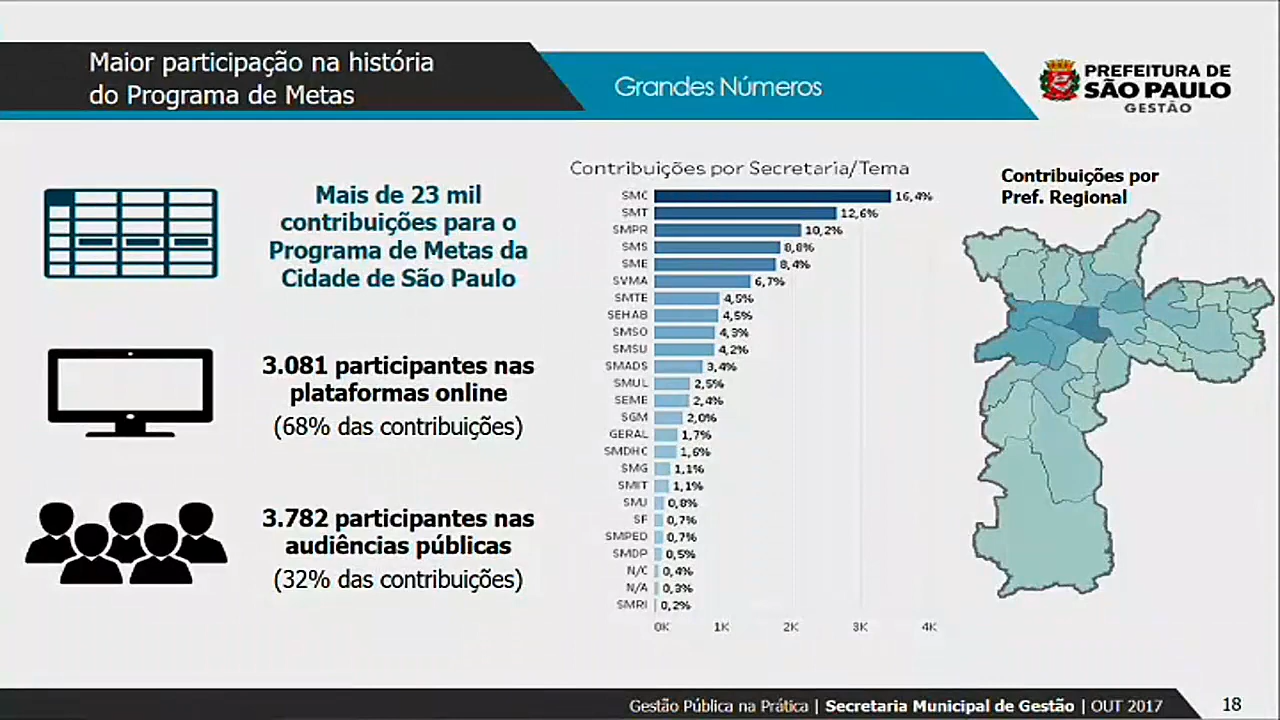 Maior participação na história
do Programa de Metas
Grandes Números
PREFEITURA DE
SÃO PAULO
GESTÃO
Mais de 23 mil
contribuições para o
Programa de Metas da
Cidade de São Paulo
3.081 participantes nas
plataformas online
(68% das contribuições)
3.782 participantes nas
audiências públicas
(32% das contribuições)
Contribuições por Secretaria/Tema
SMC 16,4%
SMT 12,6%
SMPR 10,2%
SMS 8,8%
SME 8,4%
SVMA 6,7%
SMTE 4,5%
SEHAB 4,5%
SMSO 4,3%
SMSU 4,2%
SMADS 3,4%
SMUL 2,5%
SEME 2,4%
SGM 2,0%
GERAL 1,7%
SMDHC 1,6%
SMG 1,1%
SMIT 1,1%
SMJ 0,8%
SF 0,7%
SMPED 0,7%
SMDP 0,5%
N/C 0,4%
N/A 0,3%
SMRI 0,2%
0K 1K 2K 3K 4K
Contribuições por
Pref. Regional
Gestão Pública na Prática | Secretaria Municipal de Gestão | OUT 2017
18